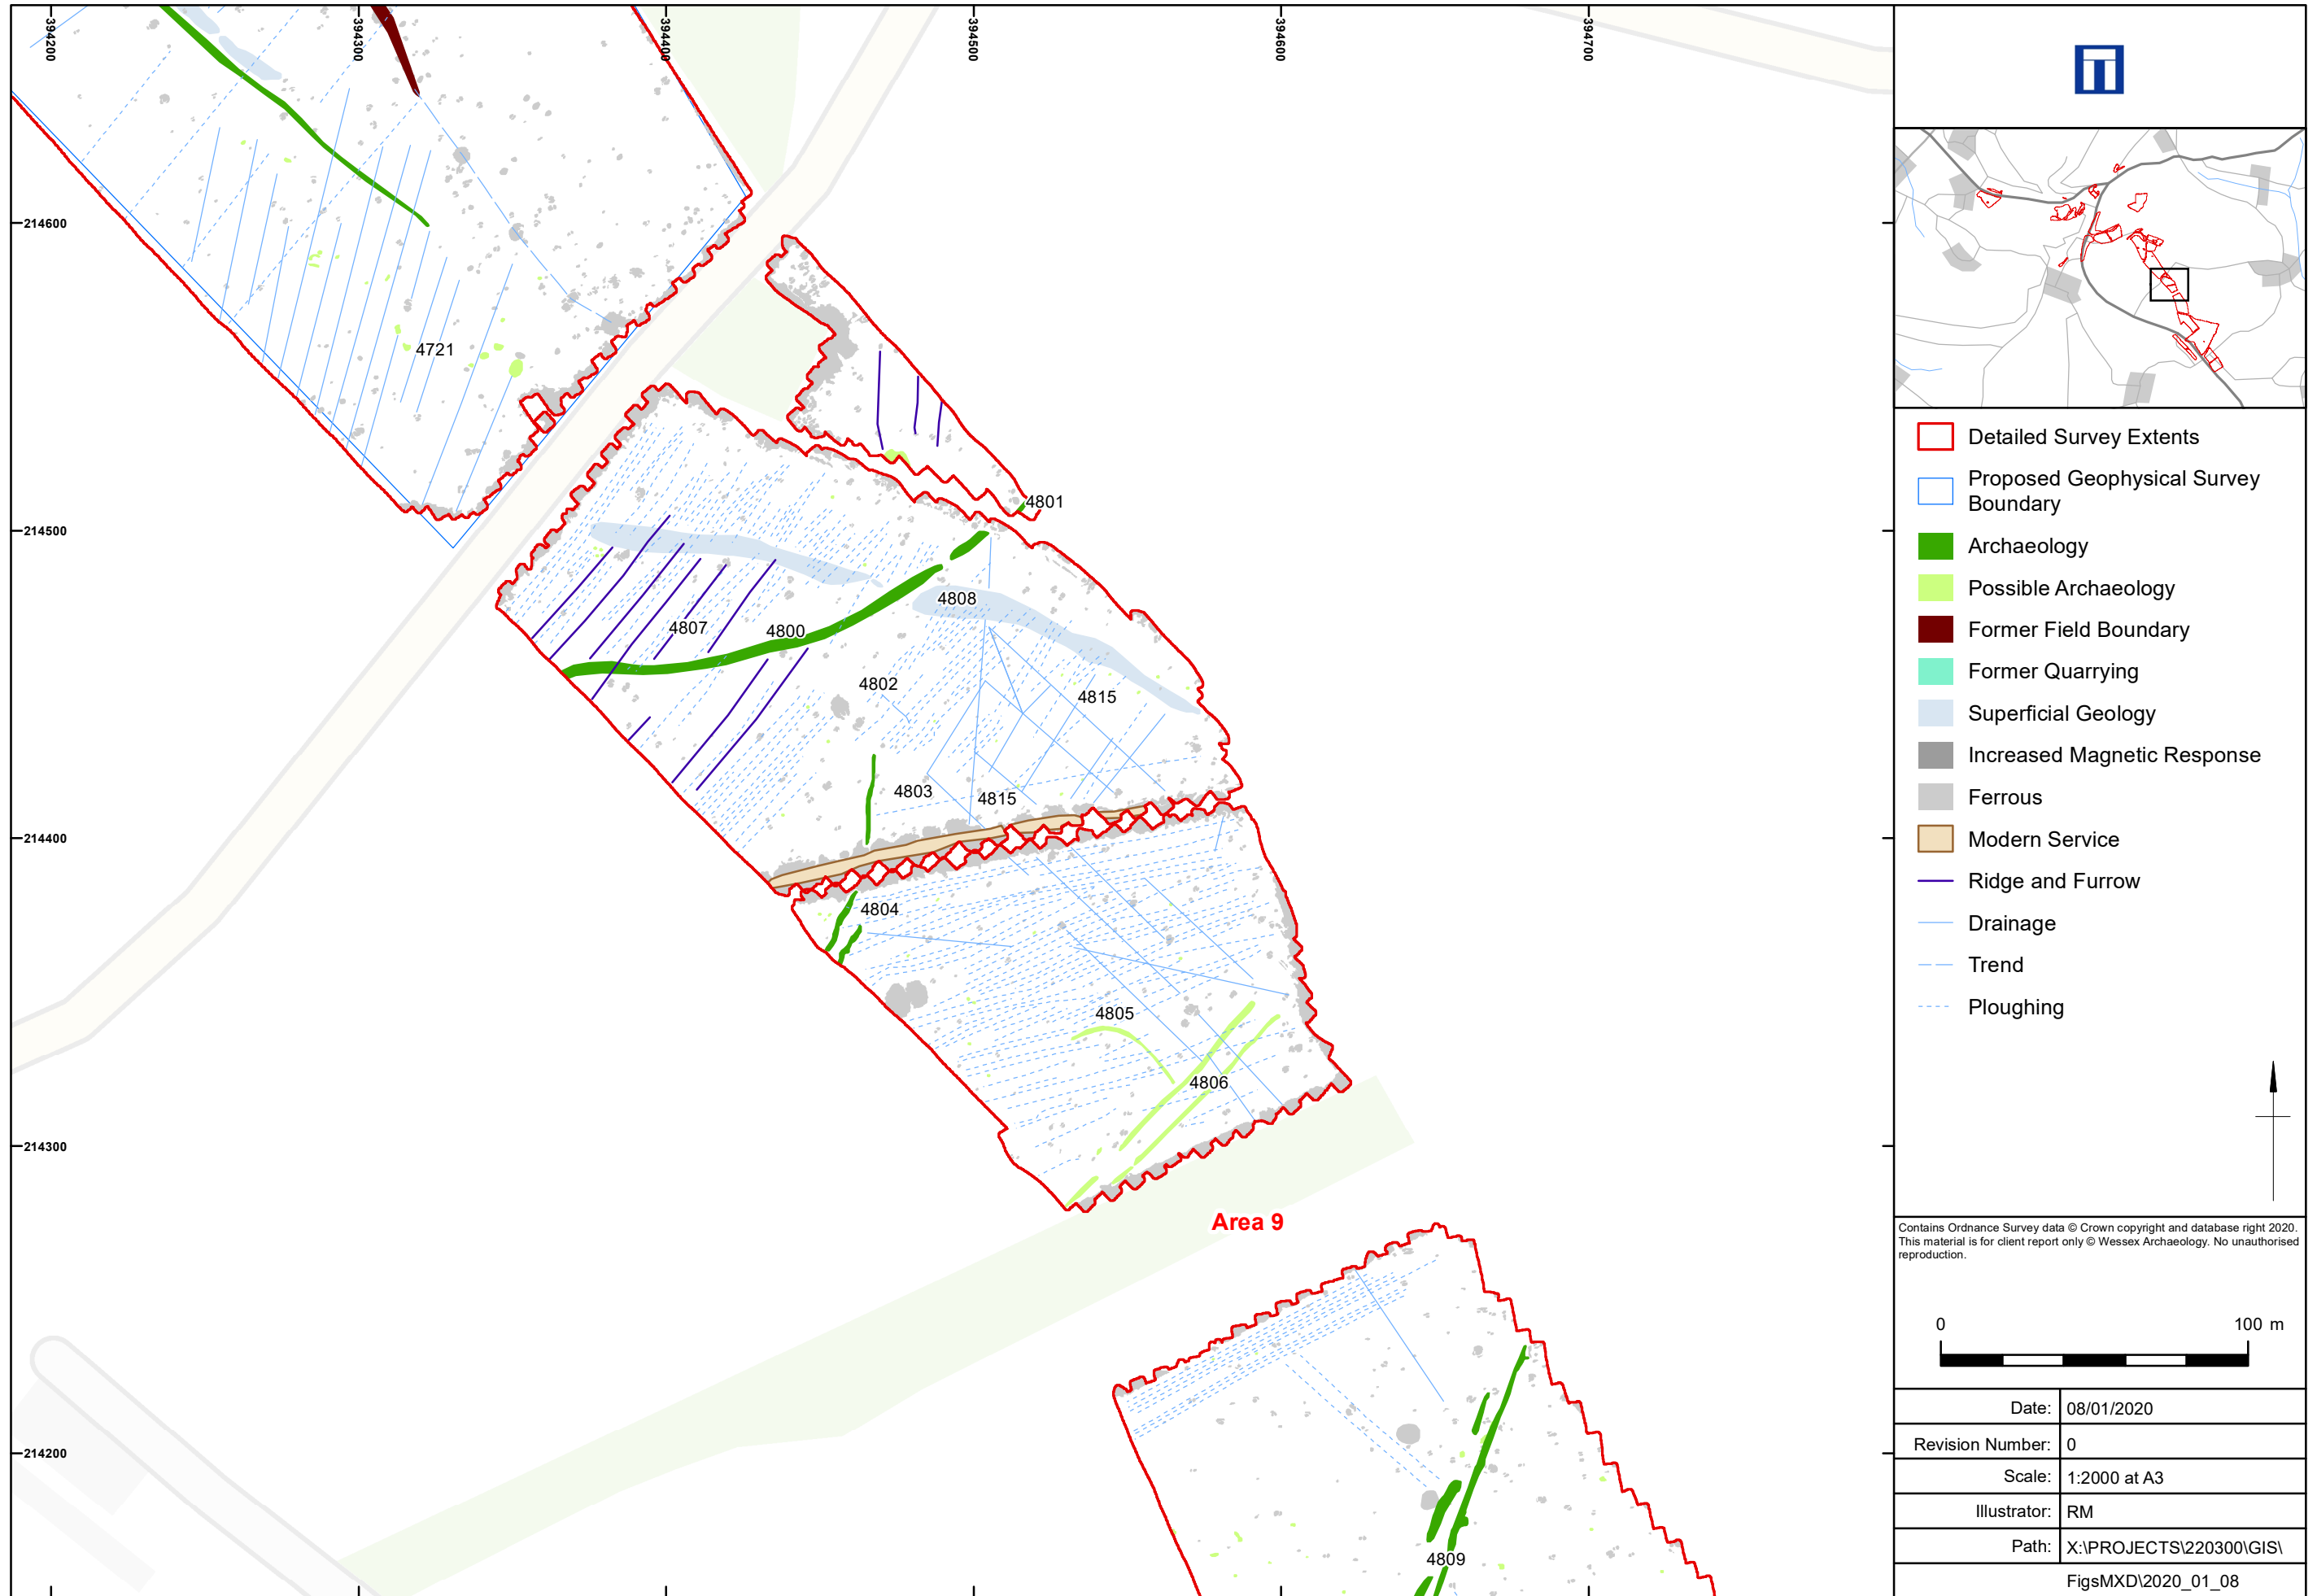 394200
394300
394400
394500
394600
394700
214600
214500
214400
214300
214200
4721
4801
4808
4807
4800
4802
4815
4803
4815
4804
4805
4806
Area 9
4809
Detailed Survey Extents
Proposed Geophysical Survey
Boundary
Archaeology
Possible Archaeology
Former Field Boundary
Former Quarrying
Superficial Geology
Increased Magnetic Response
Ferrous
Modern Service
Ridge and Furrow
Drainage
Trend
Ploughing
Contains Ordnance Survey data © Crown copyright and database right 2020.
This material is for client report only © Wessex Archaeology. No unauthorised
reproduction.
0 100 m
Date: 08/01/2020
Revision Number: 0
Scale: 1:2000 at A3
Illustrator: RM
Path: X:\PROJECTS\220300\GIS\
FigsMXD\2020_01_08